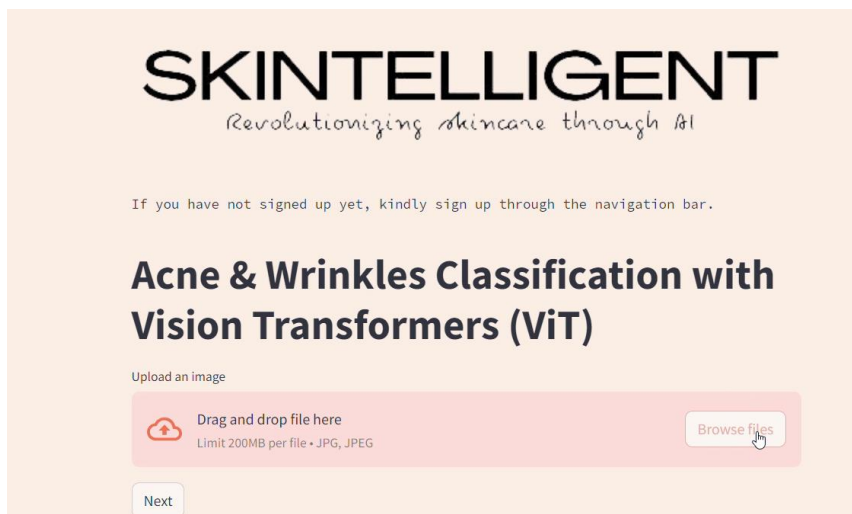 SKINTELLIGENT
Revolutionizing skincare through AI
If you have not signed up yet, kindly sign up through the navigation bar.
Acne & Wrinkles Classification with
Vision Transformers (ViT)
Upload an image
Drag and drop file here
Limit 200MB per file • JPG, JPEG
Browse files
Next